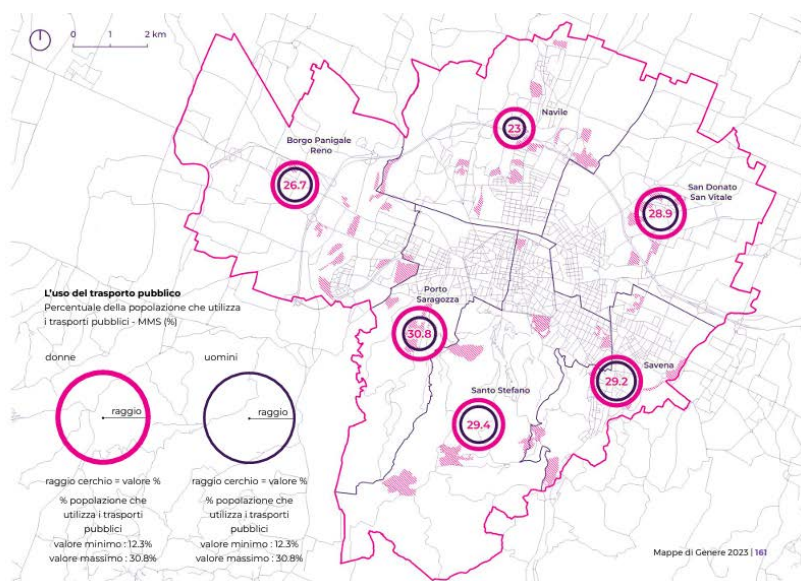 0 1 2 km
Navile
23
Borgo Panigale
Reno
26.7
San Donato
San Vitale
28.9
L'uso del trasporto pubblico
Percentuale della popolazione che utilizza
i trasporti pubblici - MMS (%)
Porto
Saragozza
30.8
Savena
29.2
Santo Stefano
29.4
donne
raggio
raggio cerchio = valore %
% popolazione che
utilizza i trasporti
pubblici
valore minimo : 12.3%
valore massimo : 30.8%
uomini
raggio
raggio cerchio = valore %
% popolazione che
utilizza i trasporti
pubblici
valore minimo : 12.3%
valore massimo : 30.8%
Mappe di Genere 2023 | 161